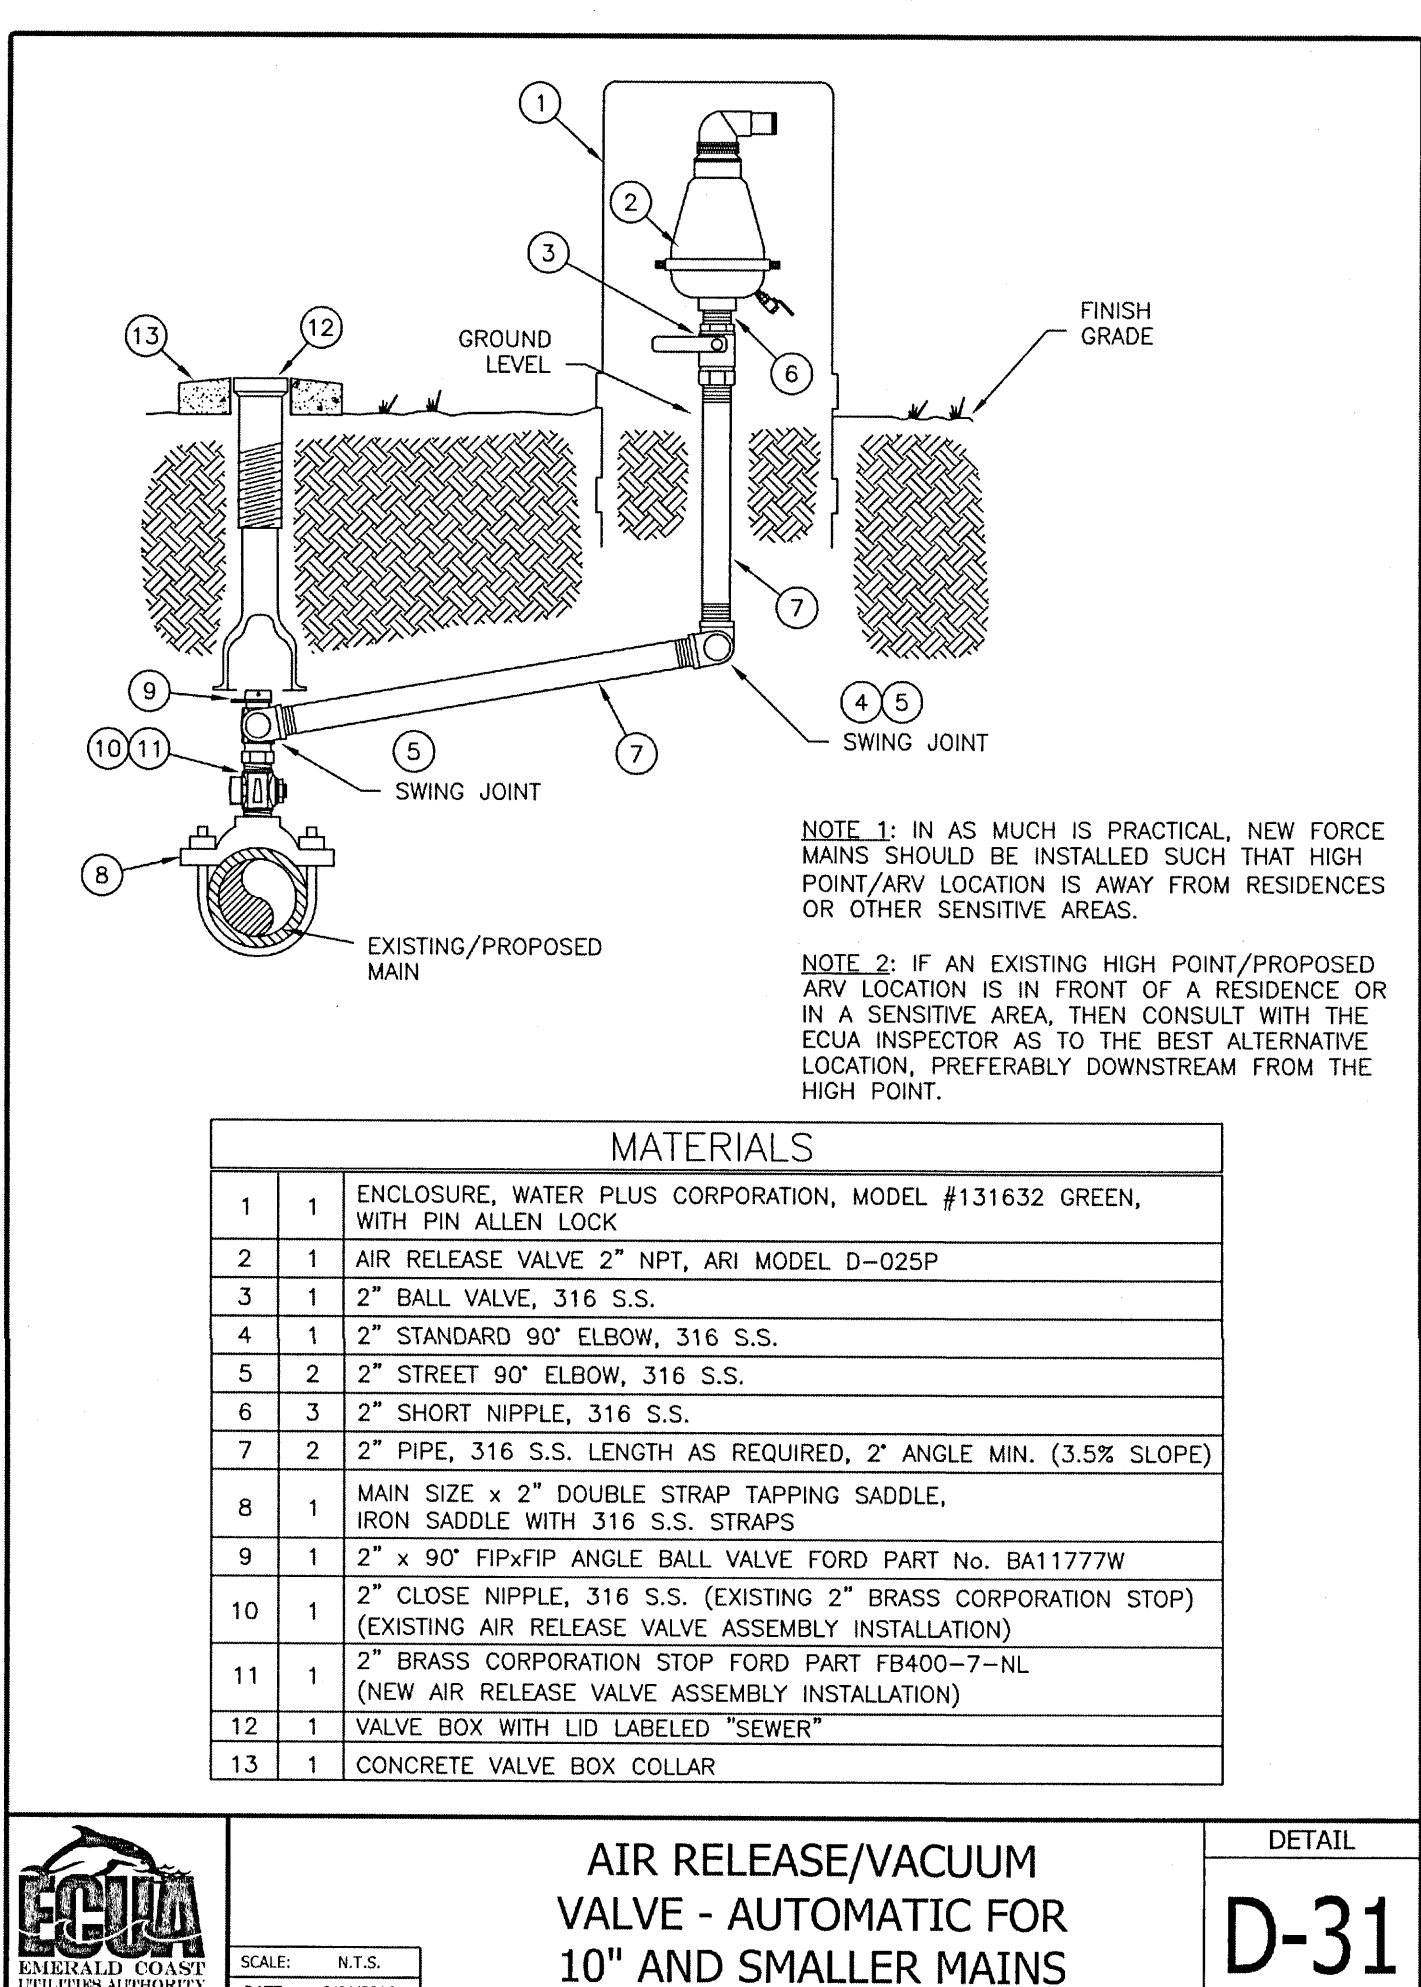 1
2
3
12
13
GROUND
LEVEL
FINISH
GRADE
6
7
9
4 5
SWING JOINT
10 11
5
SWING JOINT
7
8
EXISTING/PROPOSED
MAIN
NOTE 1: IN AS MUCH IS PRACTICAL, NEW FORCE
MAINS SHOULD BE INSTALLED SUCH THAT HIGH
POINT/ARV LOCATION IS AWAY FROM RESIDENCES
OR OTHER SENSITIVE AREAS.
NOTE 2: IF AN EXISTING HIGH POINT/PROPOSED
ARV LOCATION IS IN FRONT OF A RESIDENCE OR
IN A SENSITIVE AREA, THEN CONSULT WITH THE
ECUA INSPECTOR AS TO THE BEST ALTERNATIVE
LOCATION, PREFERABLY DOWNSTREAM FROM THE
HIGH POINT.
MATERIALS
1 1 ENCLOSURE, WATER PLUS CORPORATION, MODEL #131632 GREEN,
WITH PIN ALLEN LOCK
2 1 AIR RELEASE VALVE 2" NPT, ARI MODEL D-025P
3 1 2" BALL VALVE, 316 S.S.
4 1 2" STANDARD 90° ELBOW, 316 S.S.
5 2 2" STREET 90° ELBOW, 316 S.S.
6 3 2" SHORT NIPPLE, 316 S.S.
7 2 2" PIPE, 316 S.S. LENGTH AS REQUIRED, 2° ANGLE MIN. (3.5% SLOPE)
8 1 MAIN SIZE x 2" DOUBLE STRAP TAPPING SADDLE,
IRON SADDLE WITH 316 S.S. STRAPS
9 1 2" x 90° FIPxFIP ANGLE BALL VALVE FORD PART No. BA11777W
10 1 2" CLOSE NIPPLE, 316 S.S. (EXISTING 2" BRASS CORPORATION STOP)
(EXISTING AIR RELEASE VALVE ASSEMBLY INSTALLATION)
11 1 2" BRASS CORPORATION STOP FORD PART FB400-7-NL
(NEW AIR RELEASE VALVE ASSEMBLY INSTALLATION)
12 1 VALVE BOX WITH LID LABELED "SEWER"
13 1 CONCRETE VALVE BOX COLLAR
ECUA
EMERALD COAST
UTILITIES AUTHORITY
SCALE: N.T.S.
AIR RELEASE/VACUUM
VALVE - AUTOMATIC FOR
10" AND SMALLER MAINS
DETAIL
D-31